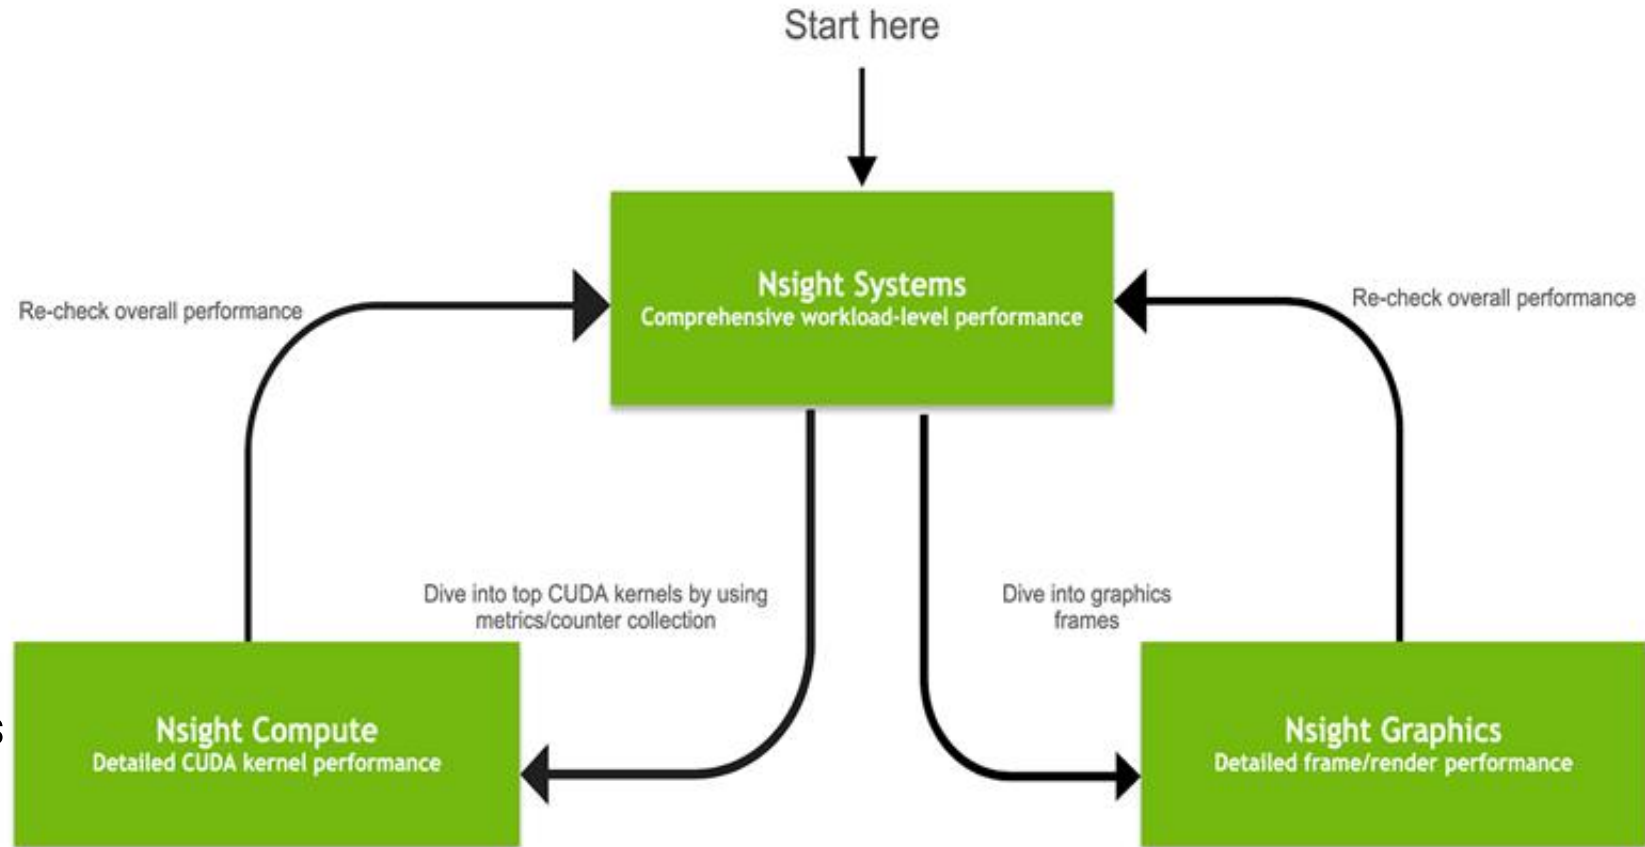 Start here
Nsight Systems
Comprehensive workload-level performance
Re-check overall performance
Re-check overall performance
Dive into top CUDA kernels by using
metrics/counter collection
Dive into graphics
frames
s
Nsight Compute
Detailed CUDA kernel performance
Nsight Graphics
Detailed frame/render performance